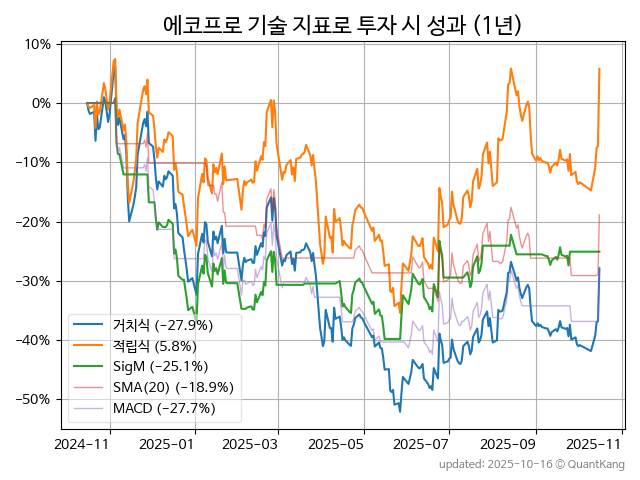 에코프로 기술 지표로 투자 시 성과 (1년)
10%
0%
−10%
−20%
−30%
−40%
−50%
거치식 (−27.9%)
적립식 (5.8%)
SigM (−25.1%)
SMA(20) (−18.9%)
MACD (−27.7%)
2024-11 2025-01 2025-03 2025-05 2025-07 2025-09 2025-11
updated: 2025-10-16 © QuantKang